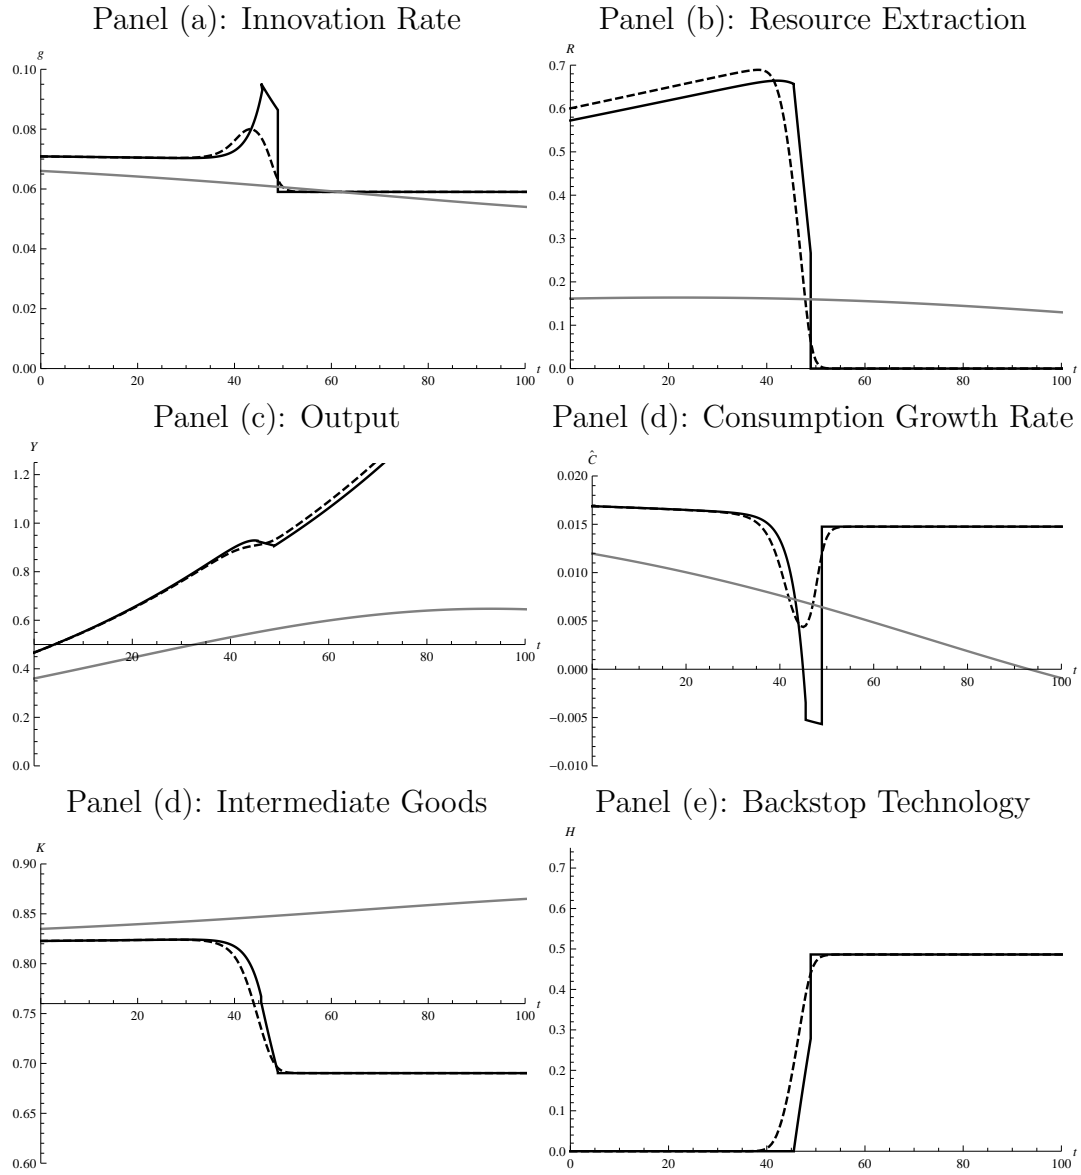 Panel (a): Innovation Rate
g
0.10
0.08
0.06
0.04
0.02
0.00
0 20 40 60 80 100 t
Panel (b): Resource Extraction
R
0.7
0.6
0.5
0.4
0.3
0.2
0.1
0.0
0 20 40 60 80 100 t
Panel (c): Output
Y
1.2
1.0
0.8
0.6
0.4
0.2
0.0
20 40 60 80 100 t
Panel (d): Consumption Growth Rate
Ĉ
0.020
0.015
0.010
0.005
0.000
−0.005
−0.010
20 40 60 80 100 t
Panel (d): Intermediate Goods
K
0.90
0.85
0.80
0.75
0.70
0.65
0.60
20 40 60 80 100 t
Panel (e): Backstop Technology
H
0.7
0.6
0.5
0.4
0.3
0.2
0.1
0.0
0 20 40 60 80 100 t